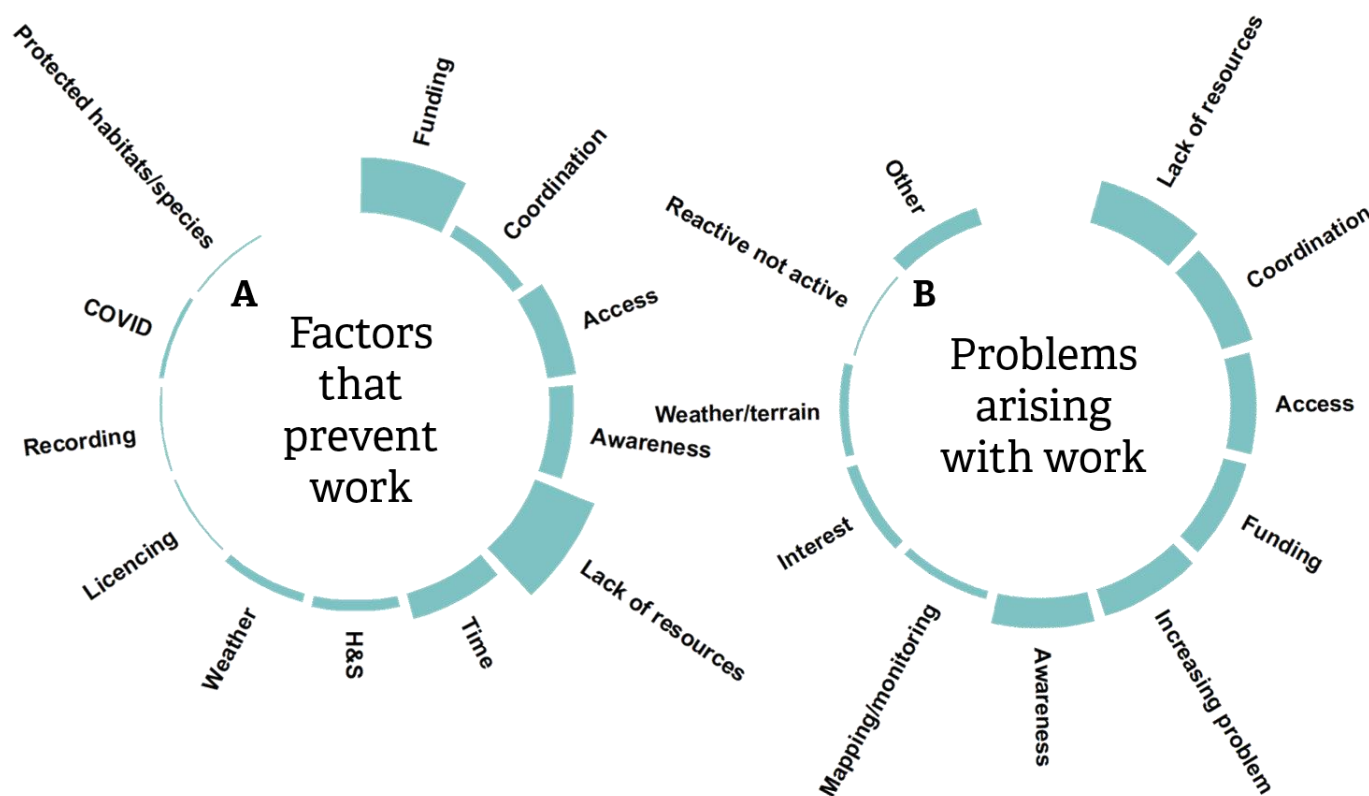 A
Factors
that
prevent
work
Funding
Coordination
Access
Awareness
Lack of resources
Time
H&S
Weather
Licencing
Recording
COVID
Protected habitats/species
B
Problems
arising
with work
Lack of resources
Coordination
Access
Funding
Increasing problem
Awareness
Mapping/monitoring
Interest
Weather/terrain
Reactive not active
Other